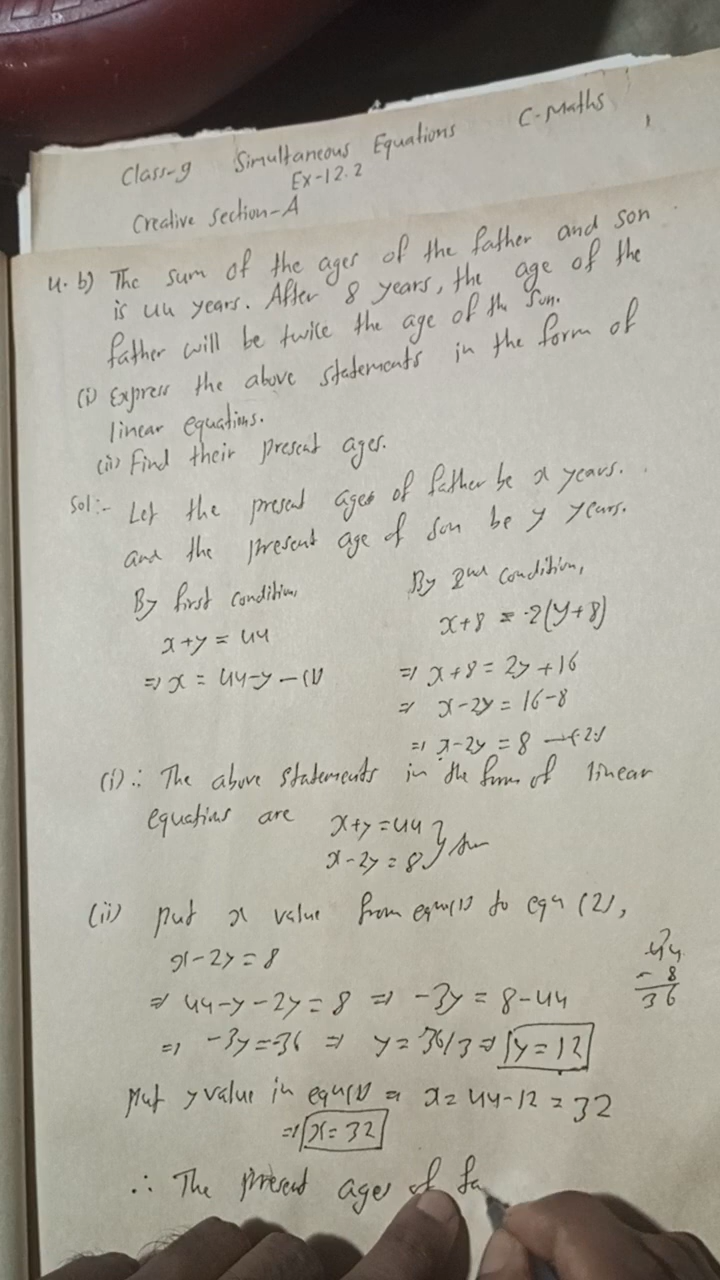 Class-9 Simultaneous Equations C-Maths
Ex-12.2
Creative Section-A
4. b) The sum of the ages of the father and son
is 44 years. After 8 years, the age of the
father will be twice the age of the son.
(i) Express the above statements in the form of
linear equations.
(ii) Find their present ages.
Sol:- Let the present ages of father be x years.
and the present age of son be y years.
By first condition,
x+y = 44
⇒ x = 44-y — (1)
By 2nd condition,
x+8 = 2(y+8)
⇒ x+8 = 2y+16
⇒ x-2y = 16-8
⇒ x-2y = 8 —(2)
(i) ∴ The above statements in the form of linear
equations are x+y = 44
x-2y = 8 } Ans
(ii) Put x value from eqn(1) to eqn (2),
x-2y = 8
⇒ 44-y-2y = 8 ⇒ -3y = 8-44
⇒ -3y = -36 ⇒ y = 36/3 ⇒ y = 12
44
- 8
36
Put y value in eqn(1) = x = 44-12 = 32
⇒ x = 32
∴ The present ages of fa